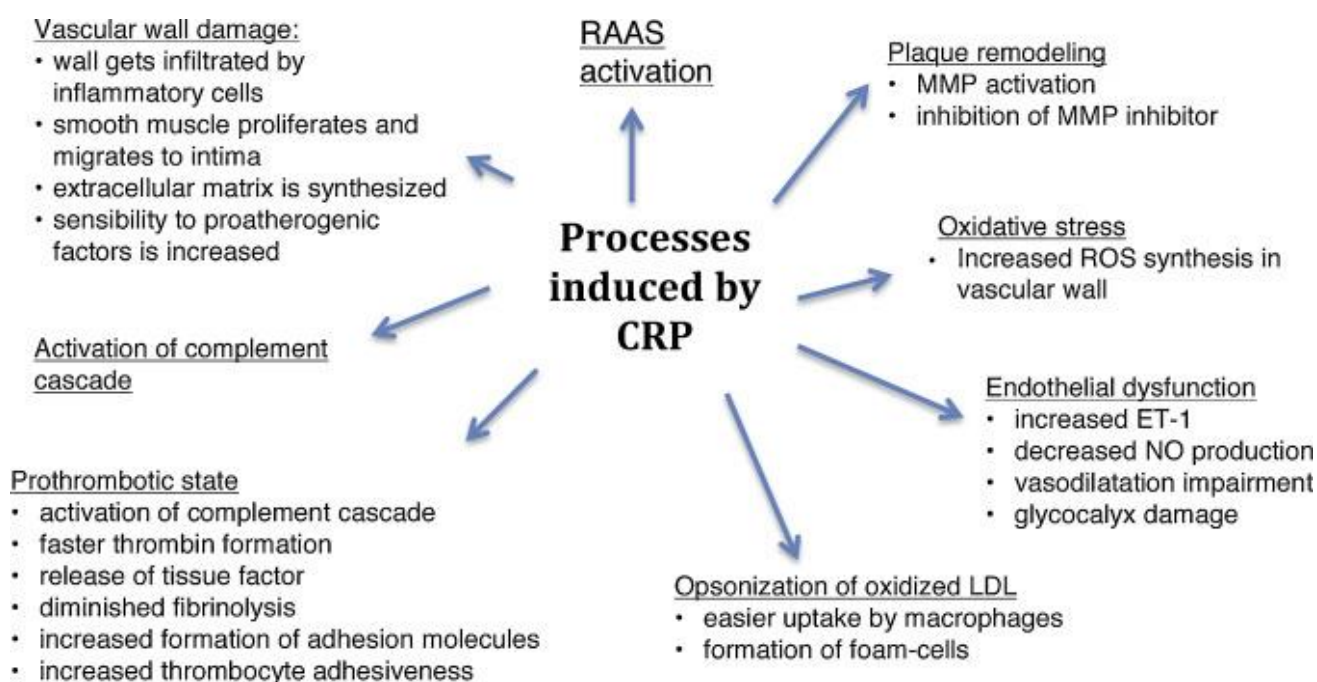 Vascular wall damage:
• wall gets infiltrated by
inflammatory cells
• smooth muscle proliferates and
migrates to intima
• extracellular matrix is synthesized
• sensibility to proatherogenic
factors is increased
RAAS
activation
Plaque remodeling
• MMP activation
• inhibition of MMP inhibitor
Processes
induced by
CRP
Oxidative stress
• Increased ROS synthesis in
vascular wall
Activation of complement
cascade
Endothelial dysfunction
• increased ET-1
• decreased NO production
• vasodilatation impairment
• glycocalyx damage
Prothrombotic state
• activation of complement cascade
• faster thrombin formation
• release of tissue factor
• diminished fibrinolysis
• increased formation of adhesion molecules
• increased thrombocyte adhesiveness
Opsonization of oxidized LDL
• easier uptake by macrophages
• formation of foam-cells